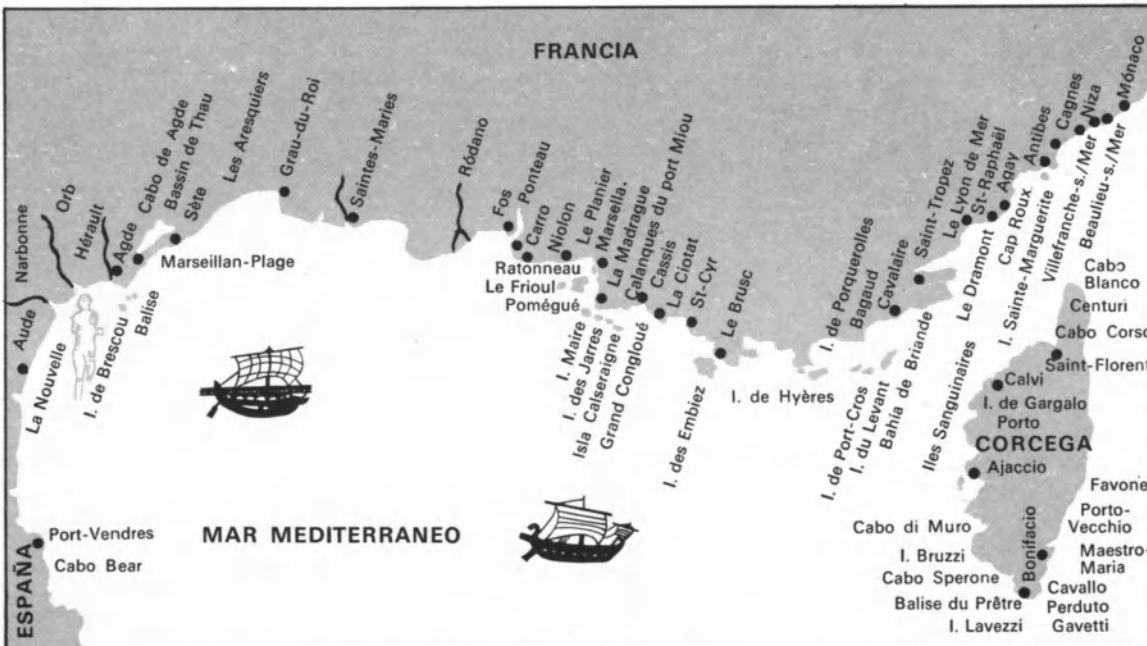 FRANCIA
Narbonne
Orb
Hérault
Agde
Cabo de Agde
Bassin de Thau
Sète
Les Aresquiers
Grau-du-Roi
Saintes-Maries
Ródano
Fos
Ponteau
Carro
Niolon
Le Planier
Marsella.
La Madrague
Calanques du port Miou
Cassis
La Ciotat
St-Cyr
Le Brusc
I. de Porquerolles
Bagaud
Cavalaire
Saint-Tropez
Le Lyon de Mer
St-Raphaël
Agay
Antibes
Cagnes
Niza
Mónaco
Aude
La Nouvelle
I. de Brescou
Balise
Marseillan-Plage
Ratonneau
Le Frioul
Pomégué
I. Maire
I. des Jarres
Isla Calseraigne
Grand Congloué
I. des Embiez
I. de Hyères
I. de Port-Cros
I. du Levant
Bahia de Briande
Iles Sanguinaires
Le Dramont
Cap Roux
I. Sainte-Marguerite
Villefranche-s./Mer
Beaulieu-s./Mer
Cabo
Blanco
Centuri
Cabo Corso
Saint-Florent
Calvi
I. de Gargalo
Porto
CORCEGA
Ajaccio
Favone
Porto-
Vecchio
Maestro-
Maria
Cabo di Muro
I. Bruzzi
Cabo Sperone
Balise du Prêtre
I. Lavezzi
Bonifacio
Cavallo
Perduto
Gavetti
MAR MEDITERRANEO
Port-Vendres
Cabo Bear
ESPAÑA